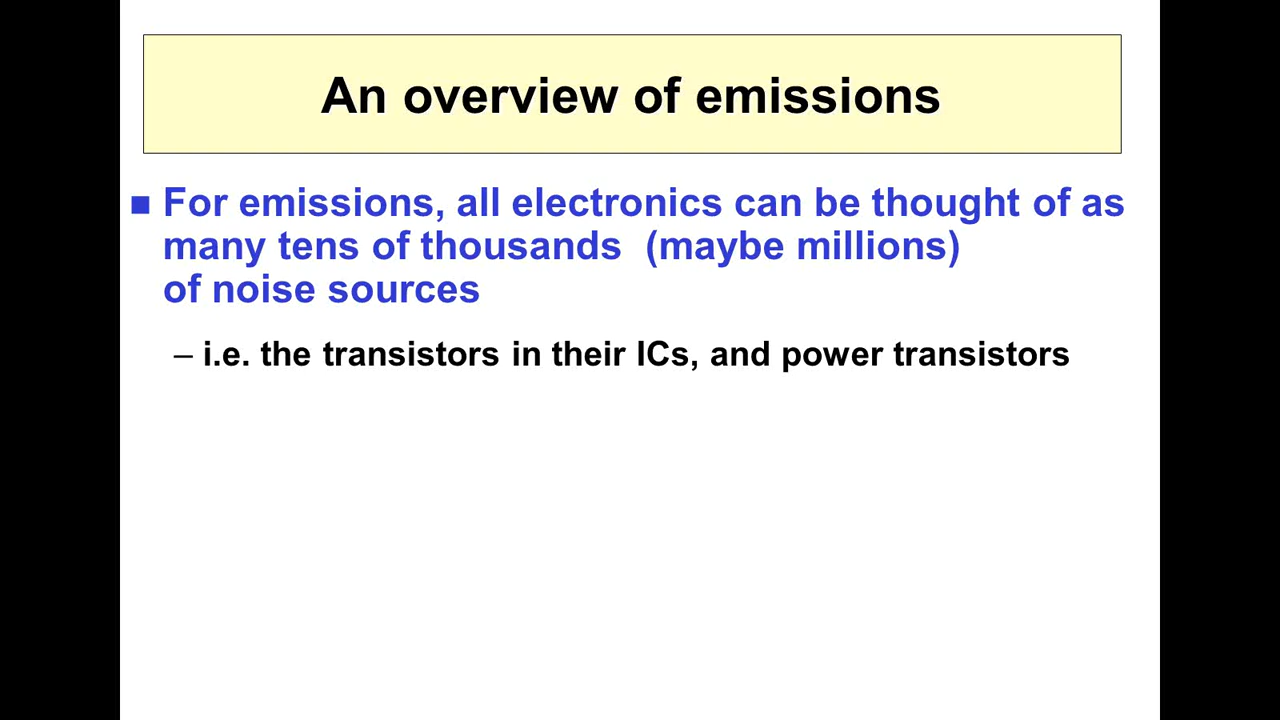 An overview of emissions
■ For emissions, all electronics can be thought of as
many tens of thousands (maybe millions)
of noise sources
– i.e. the transistors in their ICs, and power transistors